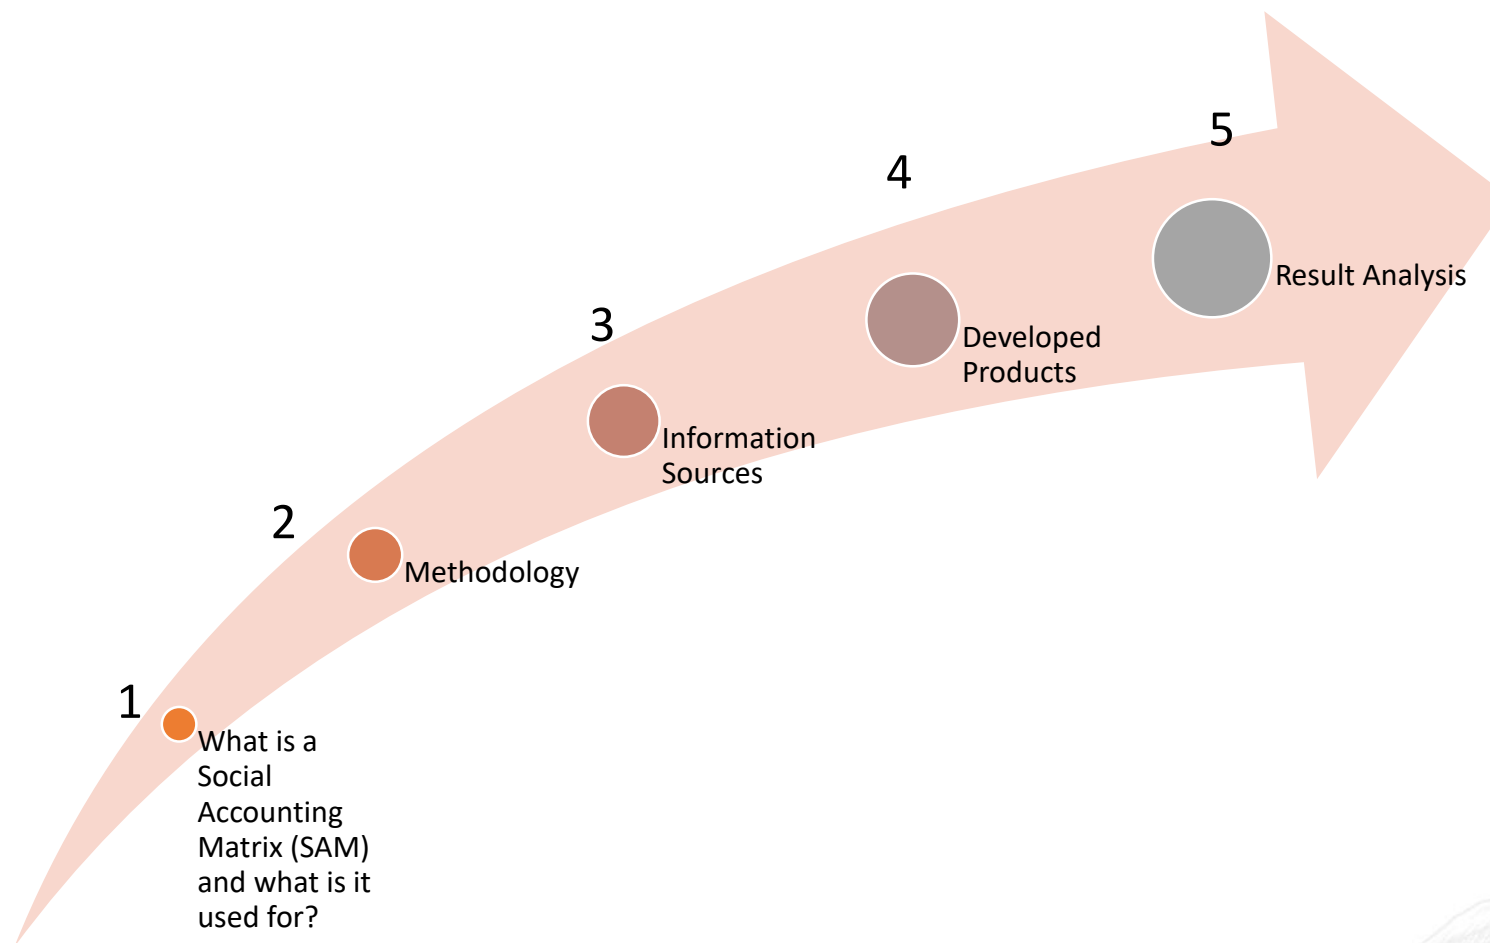 1
What is a
Social
Accounting
Matrix (SAM)
and what is it
used for?
2
Methodology
3
Information
Sources
4
Developed
Products
5
Result Analysis